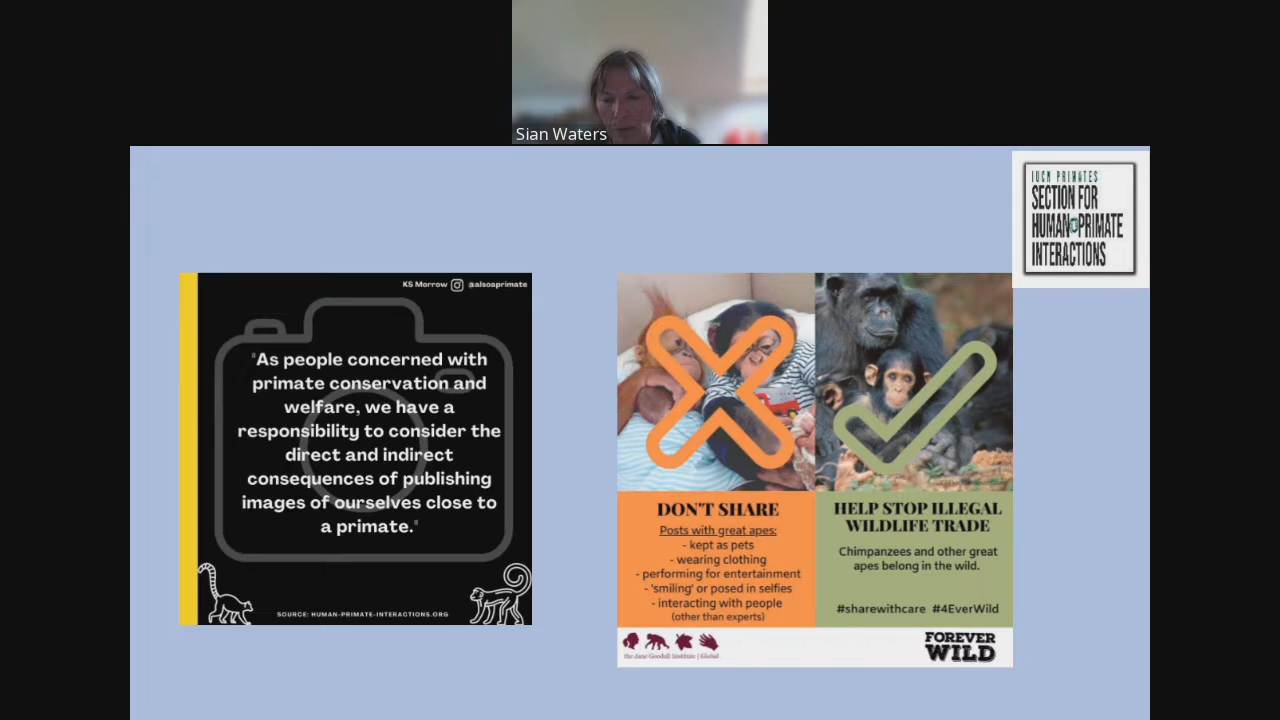 Sian Waters
IUCN PRIMATES
SECTION FOR
HUMAN PRIMATE
INTERACTIONS
KS Morrow @alsoaprimate
"As people concerned with
primate conservation and
welfare, we have a
responsibility to consider the
direct and indirect
consequences of publishing
images of ourselves close to
a primate."
SOURCE: HUMAN-PRIMATE-INTERACTIONS.ORG
DON'T SHARE
Posts with great apes:
- kept as pets
- wearing clothing
- performing for entertainment
- 'smiling' or posed in selfies
- interacting with people
(other than experts)
HELP STOP ILLEGAL
WILDLIFE TRADE
Chimpanzees and other great
apes belong in the wild.
#sharewithcare #4EverWild
the Jane Goodall Institute | Global
FOREVER
WILD